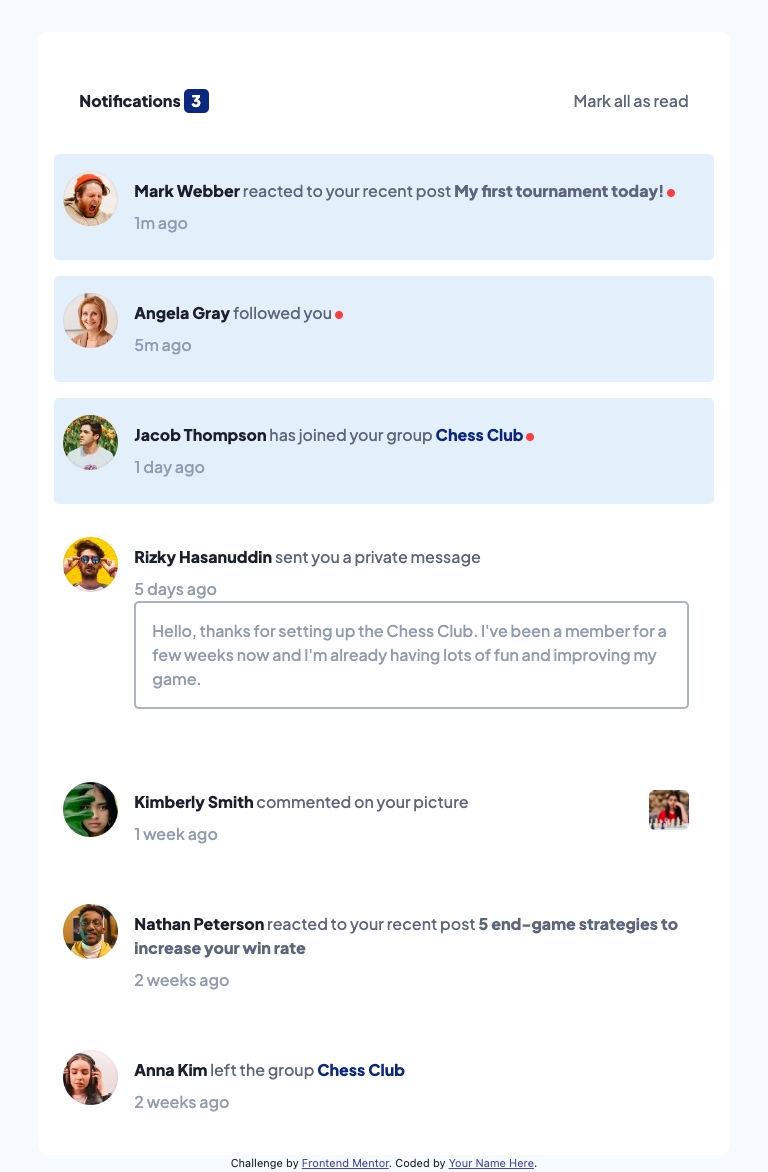 Notifications 3 Mark all as read
Mark Webber reacted to your recent post My first tournament today!
1m ago
Angela Gray followed you
5m ago
Jacob Thompson has joined your group Chess Club
1 day ago
Rizky Hasanuddin sent you a private message
5 days ago
Hello, thanks for setting up the Chess Club. I've been a member for a
few weeks now and I'm already having lots of fun and improving my
game.
Kimberly Smith commented on your picture
1 week ago
Nathan Peterson reacted to your recent post 5 end-game strategies to
increase your win rate
2 weeks ago
Anna Kim left the group Chess Club
2 weeks ago
Challenge by Frontend Mentor. Coded by Your Name Here.